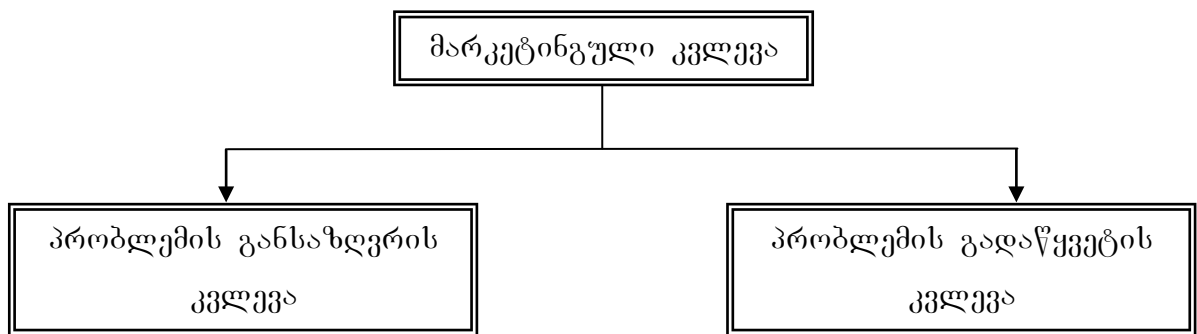 მარკეტინგული კვლევა
პრობლემის განსაზღვრის
კვლევა
პრობლემის გადაწყვეტის
კვლევა